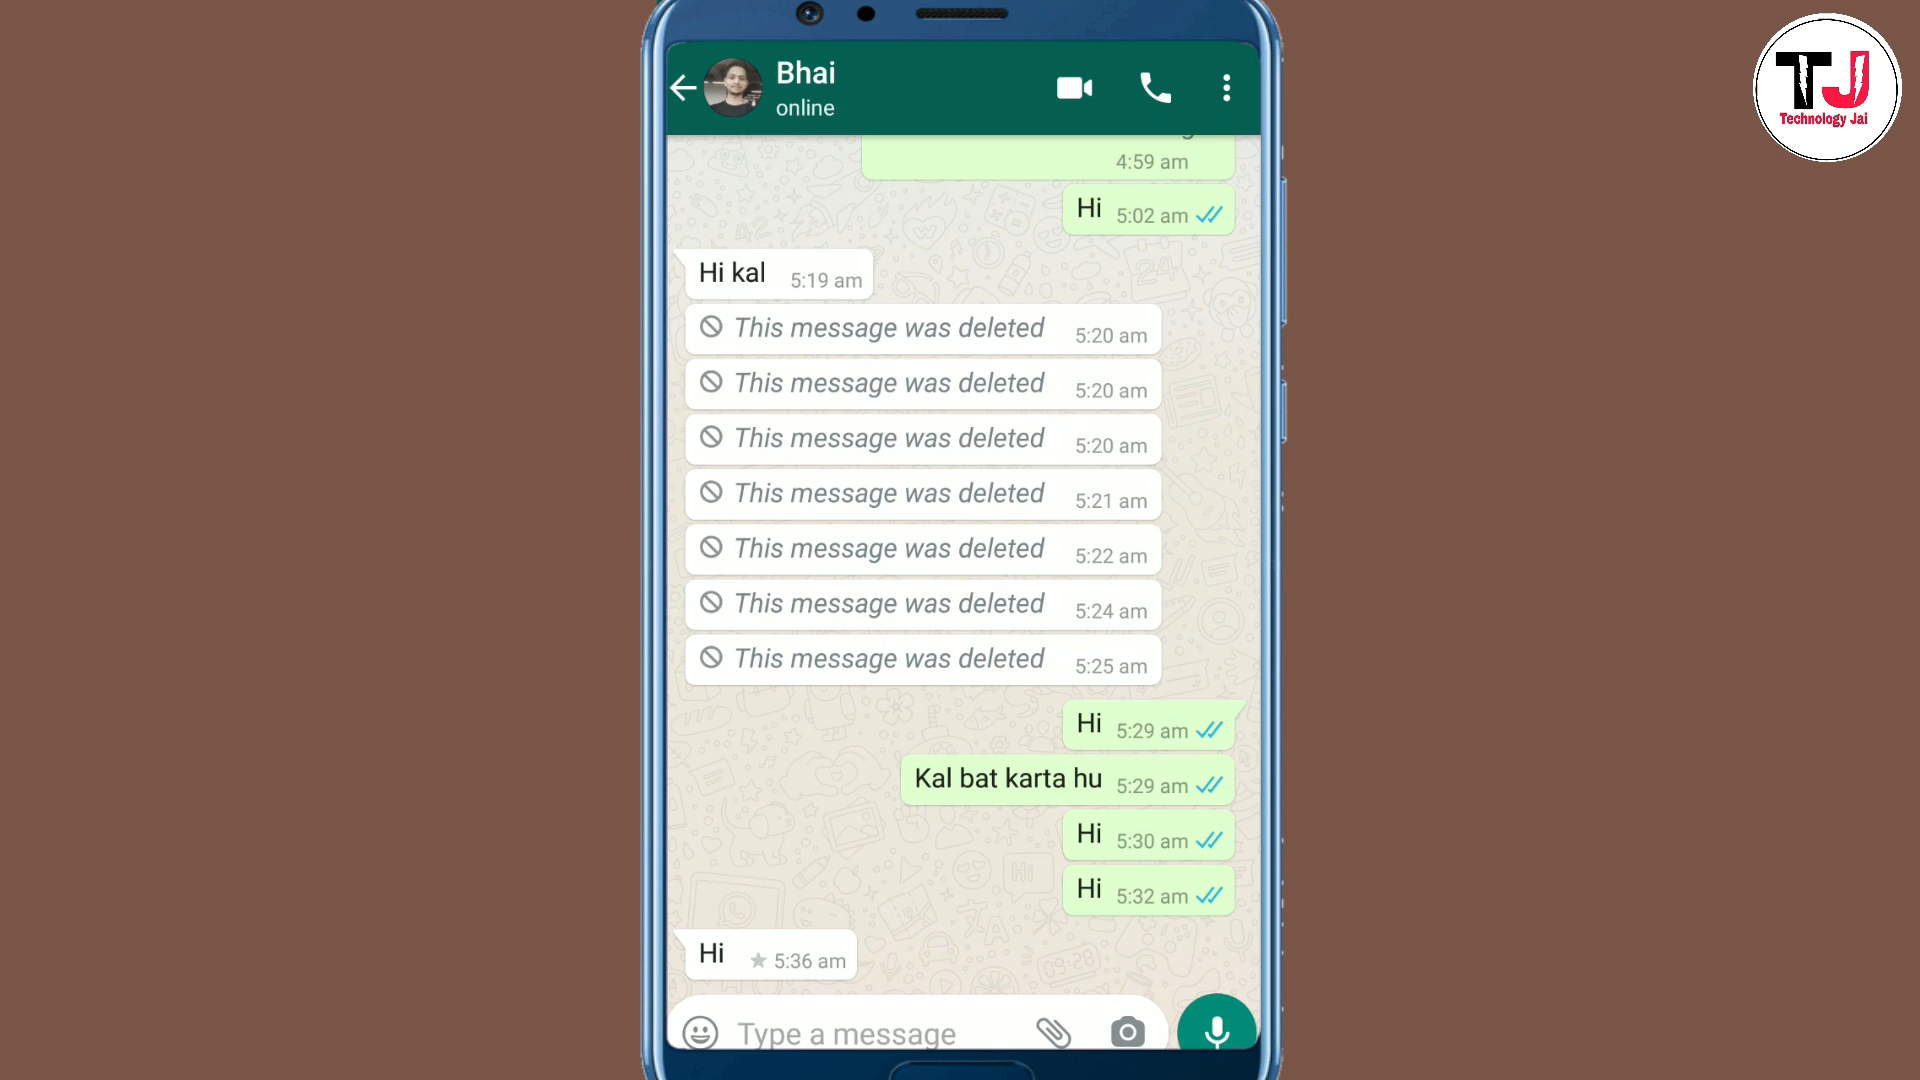 Bhai
online
TJ
Technology Jai
4:59 am
Hi 5:02 am
Hi kal 5:19 am
This message was deleted 5:20 am
This message was deleted 5:20 am
This message was deleted 5:20 am
This message was deleted 5:21 am
This message was deleted 5:22 am
This message was deleted 5:24 am
This message was deleted 5:25 am
Hi 5:29 am
Kal bat karta hu 5:29 am
Hi 5:30 am
Hi 5:32 am
Hi 5:36 am
Type a message